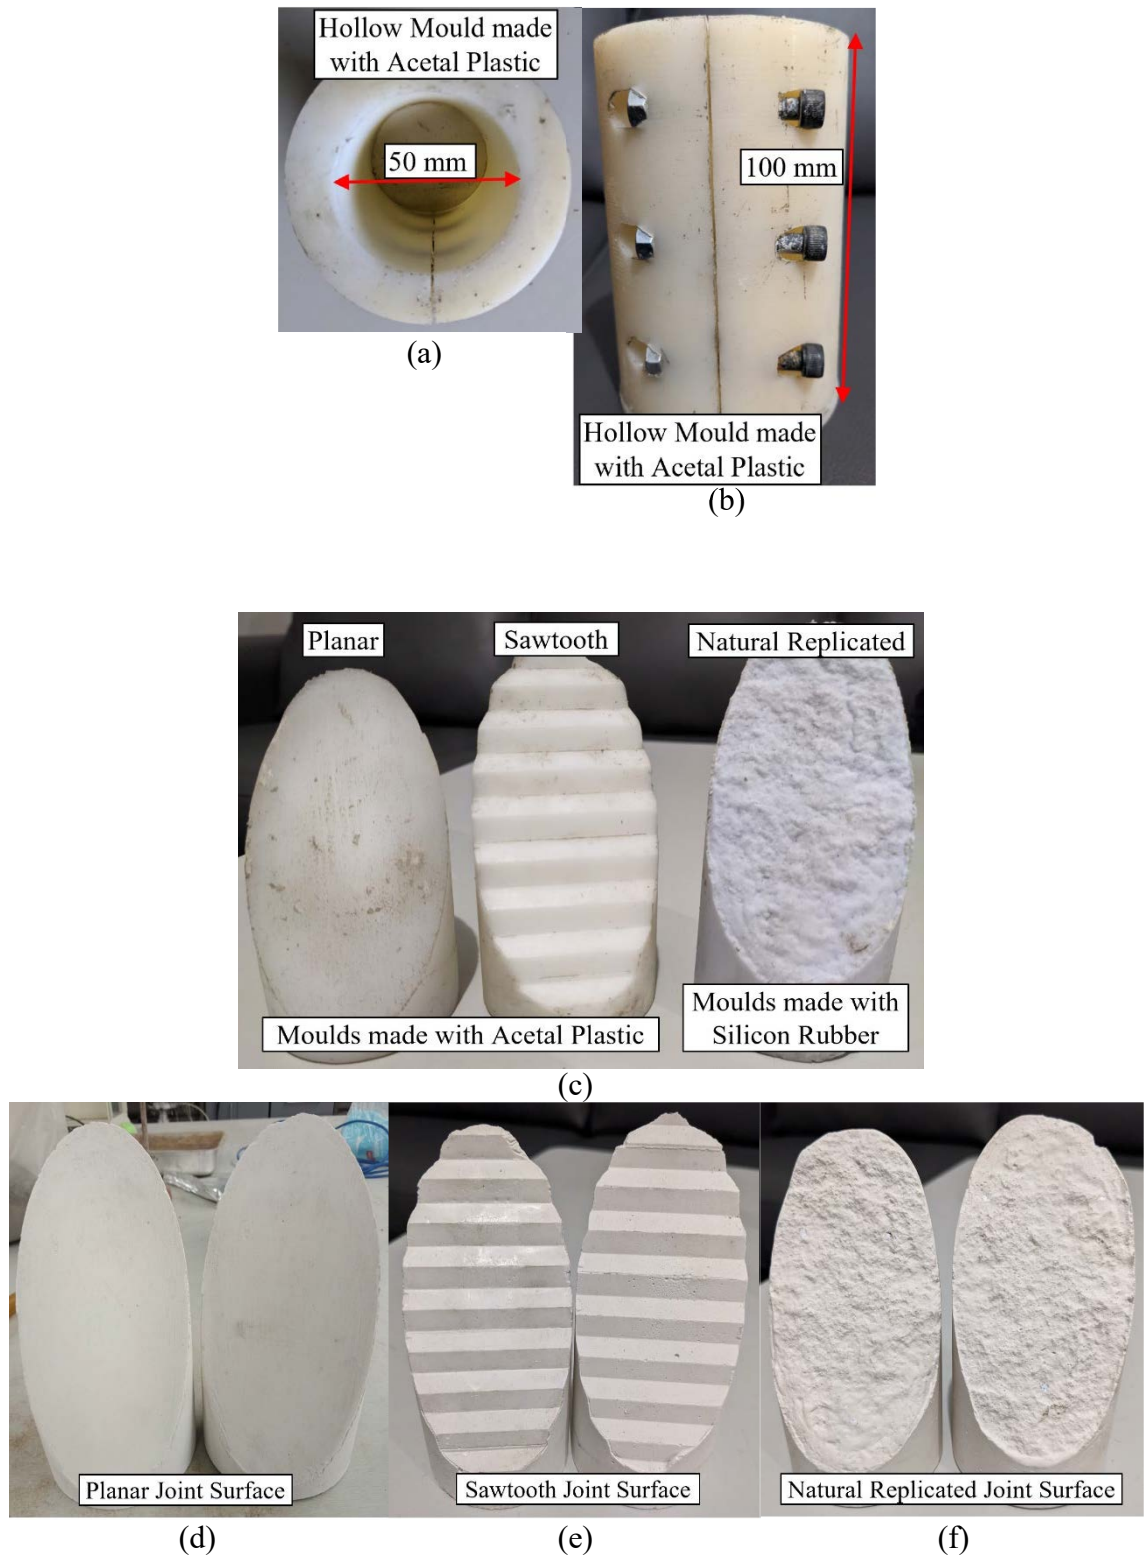 Hollow Mould made
with Acetal Plastic
50 mm
(a)
100 mm
Hollow Mould made
with Acetal Plastic
(b)
Planar
Sawtooth
Natural Replicated
Moulds made with Acetal Plastic
Moulds made with
Silicon Rubber
(c)
Planar Joint Surface
(d)
Sawtooth Joint Surface
(e)
Natural Replicated Joint Surface
(f)